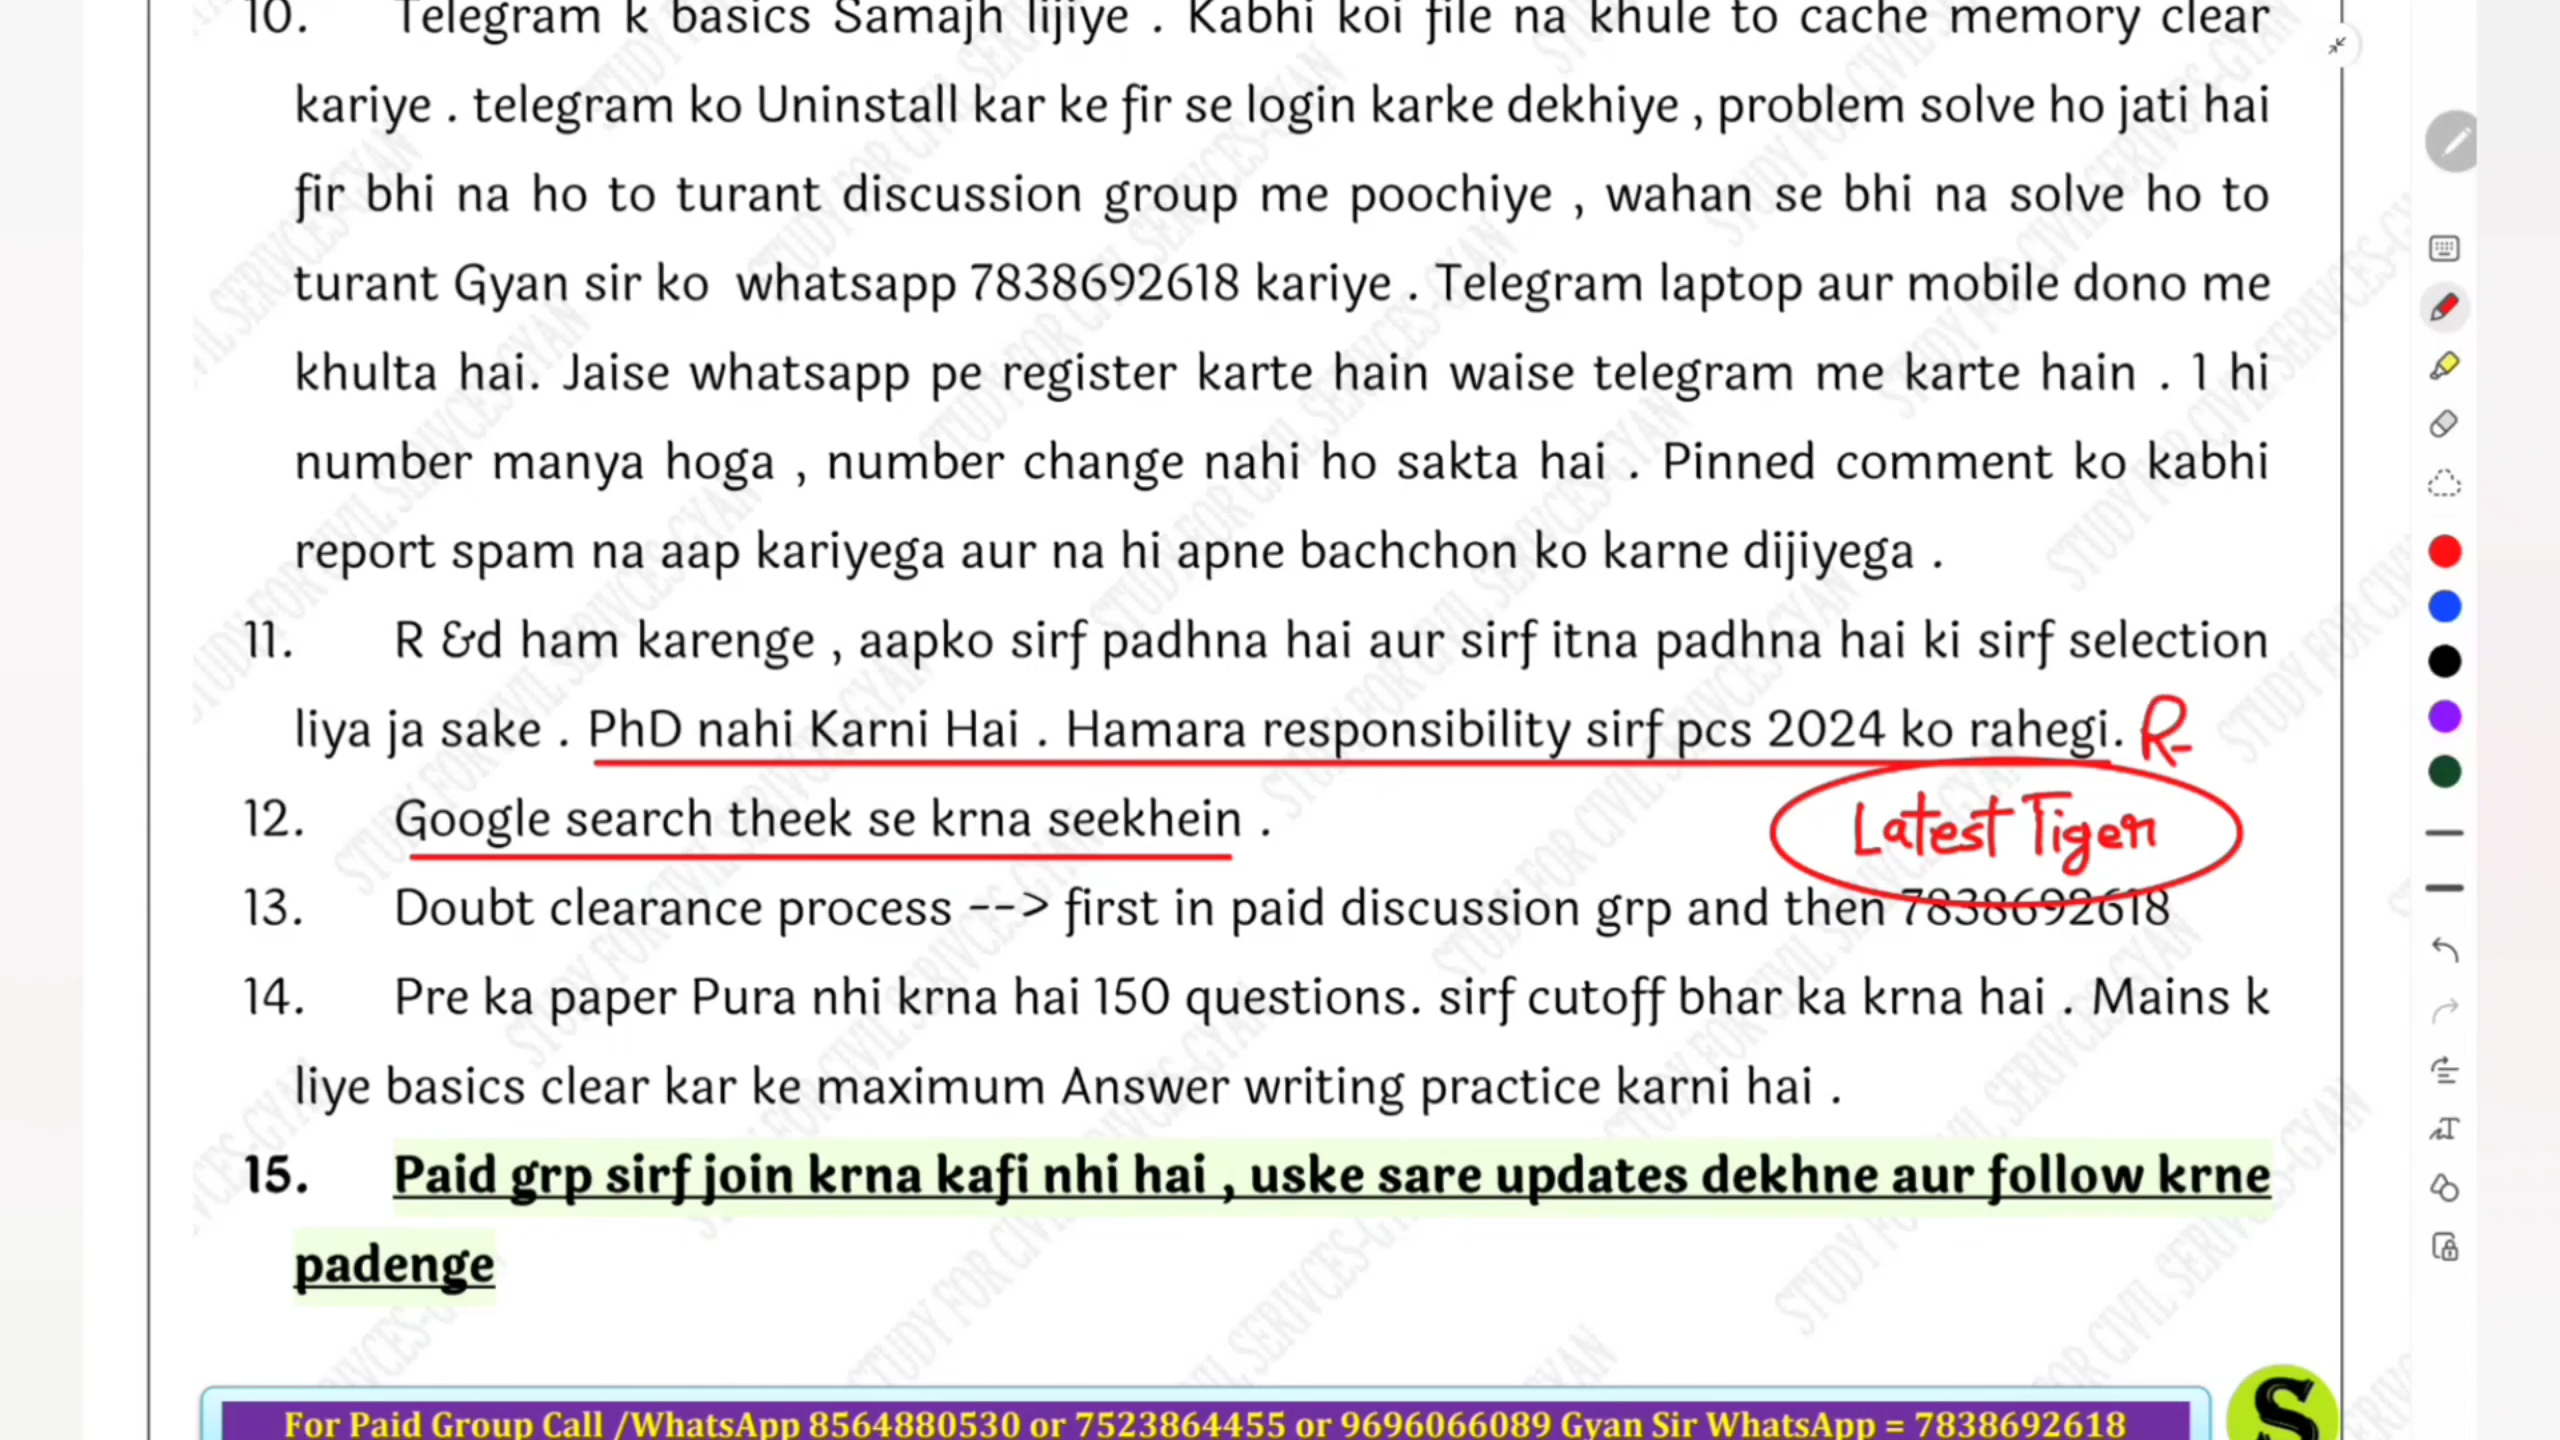 10. Telegram k basics Samajh lijiye . Kabhi koi file na khule to cache memory clear
kariye . telegram ko Uninstall kar ke fir se login karke dekhiye , problem solve ho jati hai
fir bhi na ho to turant discussion group me poochiye , wahan se bhi na solve ho to
turant Gyan sir ko whatsapp 7838692618 kariye . Telegram laptop aur mobile dono me
khulta hai. Jaise whatsapp pe register karte hain waise telegram me karte hain . 1 hi
number manya hoga , number change nahi ho sakta hai . Pinned comment ko kabhi
report spam na aap kariyega aur na hi apne bachchon ko karne dijiyega .
11. R &d ham karenge , aapko sirf padhna hai aur sirf itna padhna hai ki sirf selection
liya ja sake . PhD nahi Karni Hai . Hamara responsibility sirf pcs 2024 ko rahegi. R
12. Google search theek se krna seekhein .
Latest Tiger
13. Doubt clearance process --> first in paid discussion grp and then 7838692618
14. Pre ka paper Pura nhi krna hai 150 questions. sirf cutoff bhar ka krna hai . Mains k
liye basics clear kar ke maximum Answer writing practice karni hai .
15. Paid grp sirf join krna kafi nhi hai , uske sare updates dekhne aur follow krne
padenge
For Paid Group Call /WhatsApp 8564880530 or 7523864455 or 9696066089 Gyan Sir WhatsApp = 7838692618
S
STUDY FOR CIVIL SERIVCES-GYAN